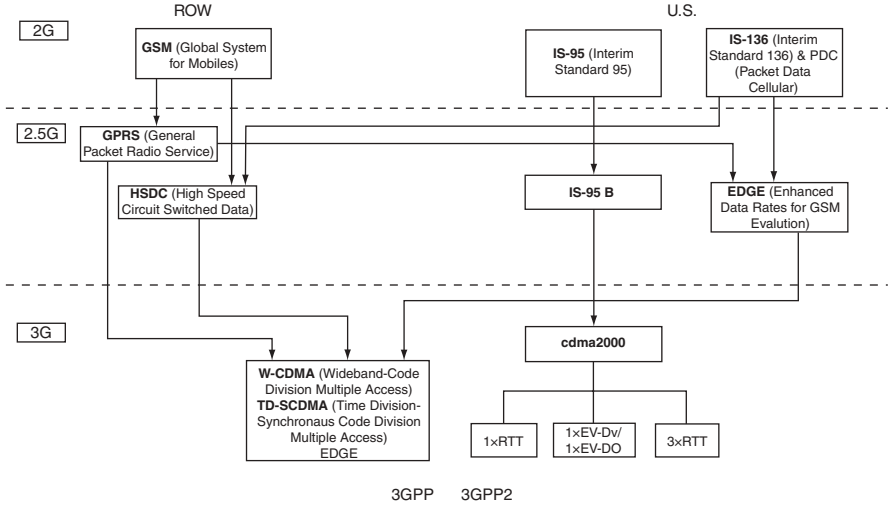 ROW
U.S.
2G
GSM (Global System
for Mobiles)
IS-95 (Interim
Standard 95)
IS-136 (Interim
Standard 136) & PDC
(Packet Data
Cellular)
2.5G
GPRS (General
Packet Radio Service)
HSDC (High Speed
Circuit Switched Data)
IS-95 B
EDGE (Enhanced
Data Rates for GSM
Evalution)
3G
cdma2000
W-CDMA (Wideband-Code
Division Multiple Access)
TD-SCDMA (Time Division-
Synchronaus Code Division
Multiple Access)
EDGE
1×RTT
1×EV-Dv/
1×EV-DO
3×RTT
3GPP
3GPP2